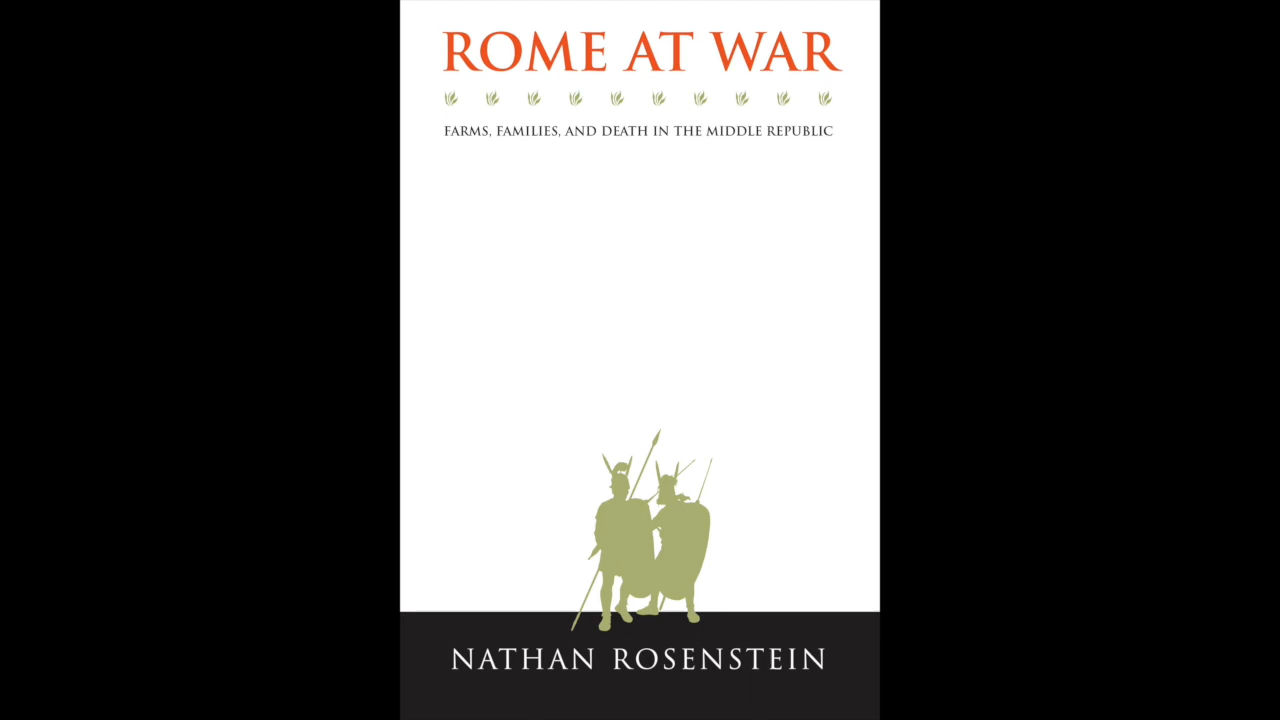 ROME AT WAR
FARMS, FAMILIES, AND DEATH IN THE MIDDLE REPUBLIC
NATHAN ROSENSTEIN